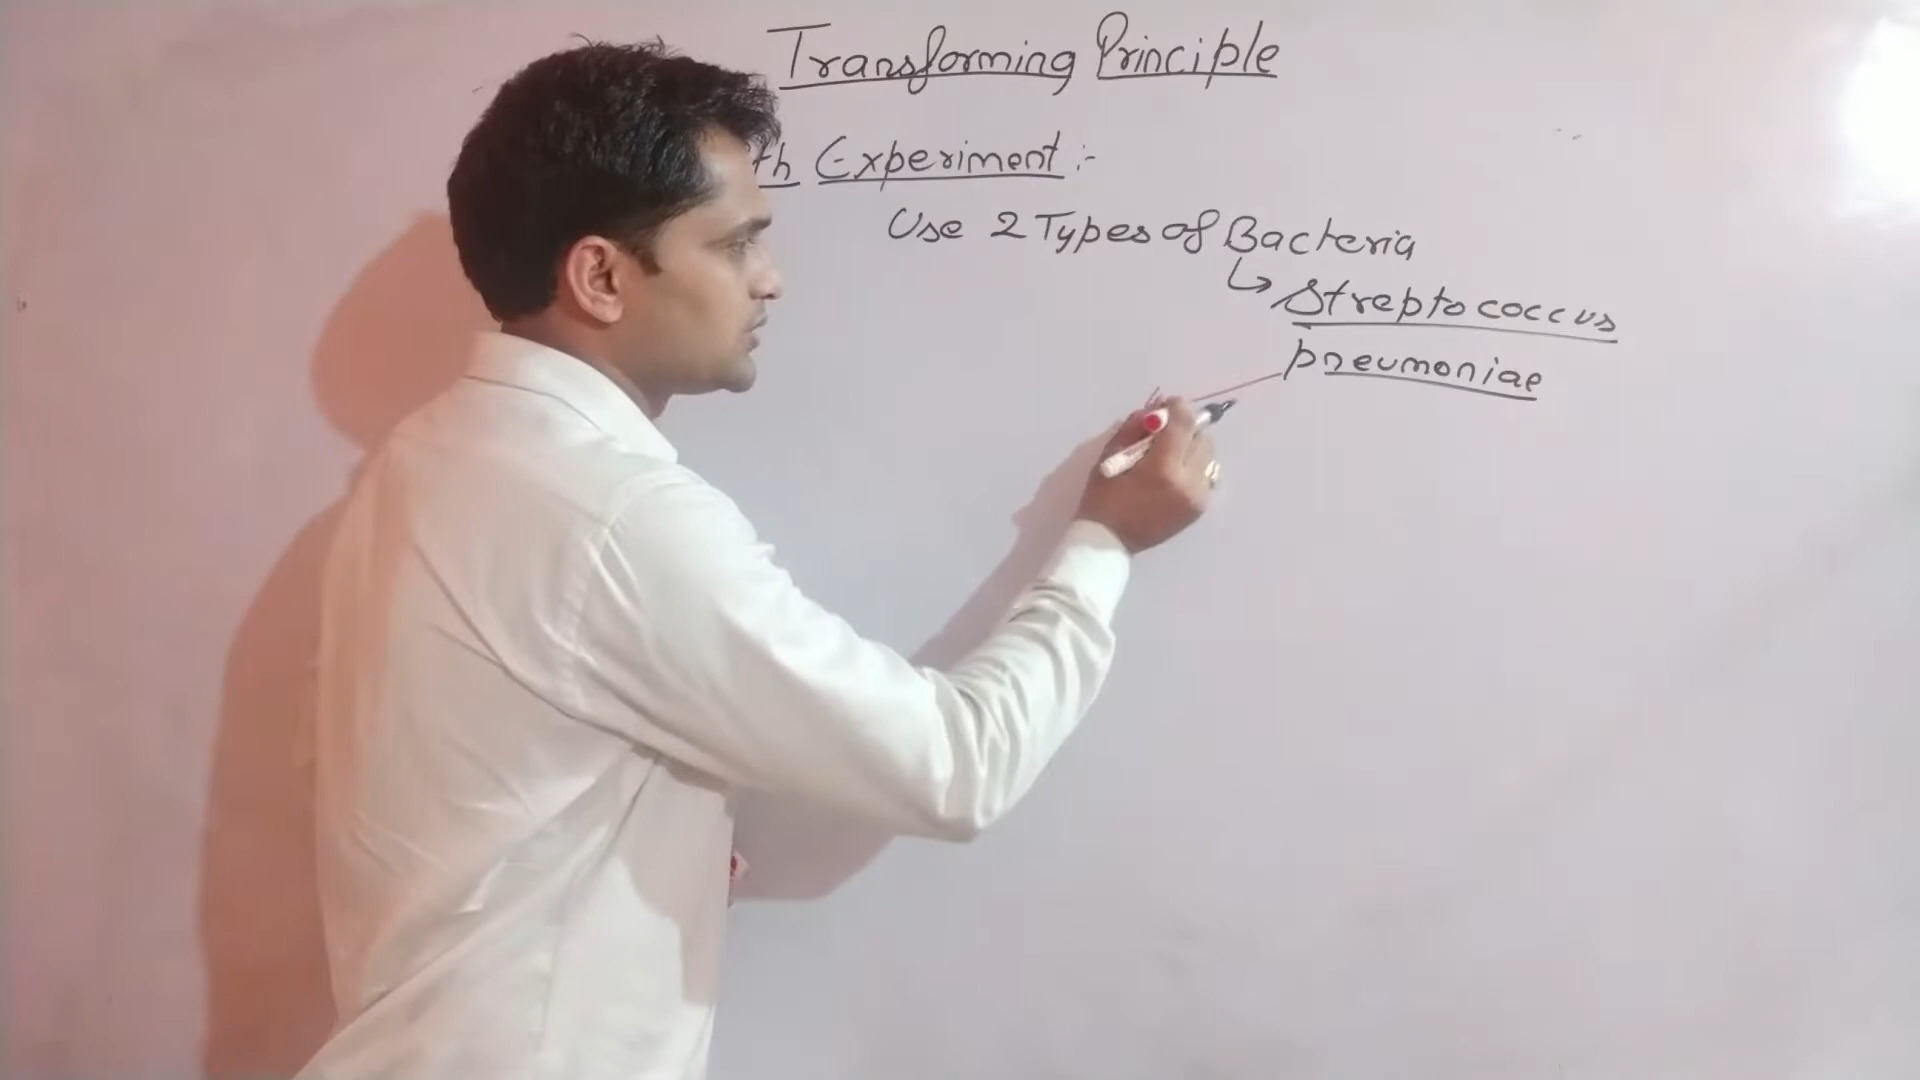 Transforming Principle
th Experiment :-
Use 2 Types of Bacteria
↳ Streptococcus
pneumoniae